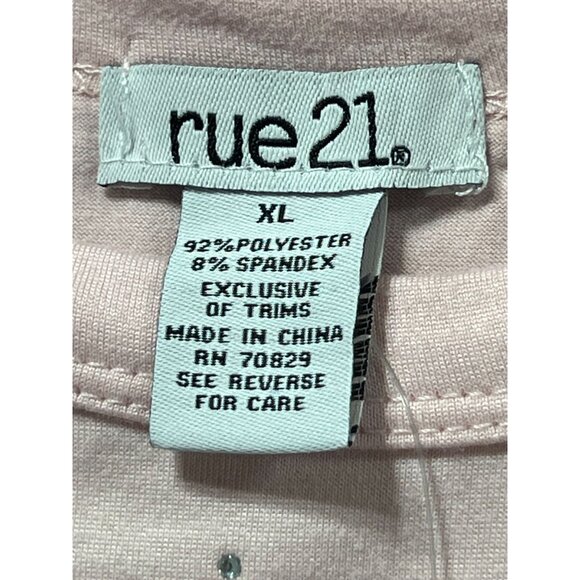 rue21®
XL
92%POLYESTER
8% SPANDEX
EXCLUSIVE
OF TRIMS
MADE IN CHINA
RN 70829
SEE REVERSE
FOR CARE